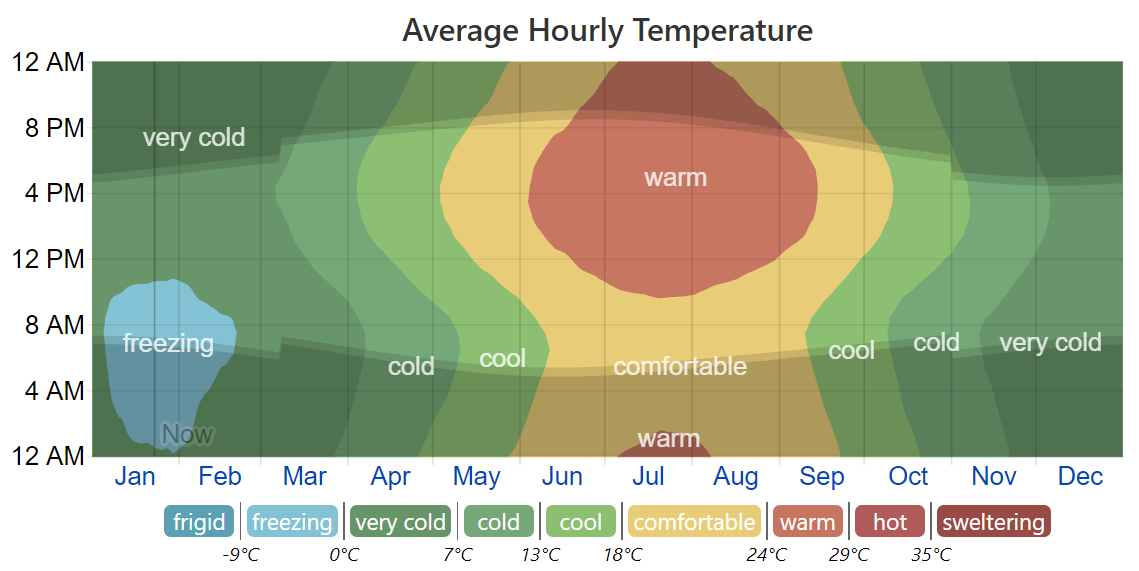 Average Hourly Temperature
12 AM
8 PM
4 PM
12 PM
8 AM
4 AM
12 AM
very cold
warm
freezing
cold
cool
comfortable
cool
cold
very cold
Now
warm
Jan Feb Mar Apr May Jun Jul Aug Sep Oct Nov Dec
frigid freezing very cold cold cool comfortable warm hot sweltering
-9°C 0°C 7°C 13°C 18°C 24°C 29°C 35°C